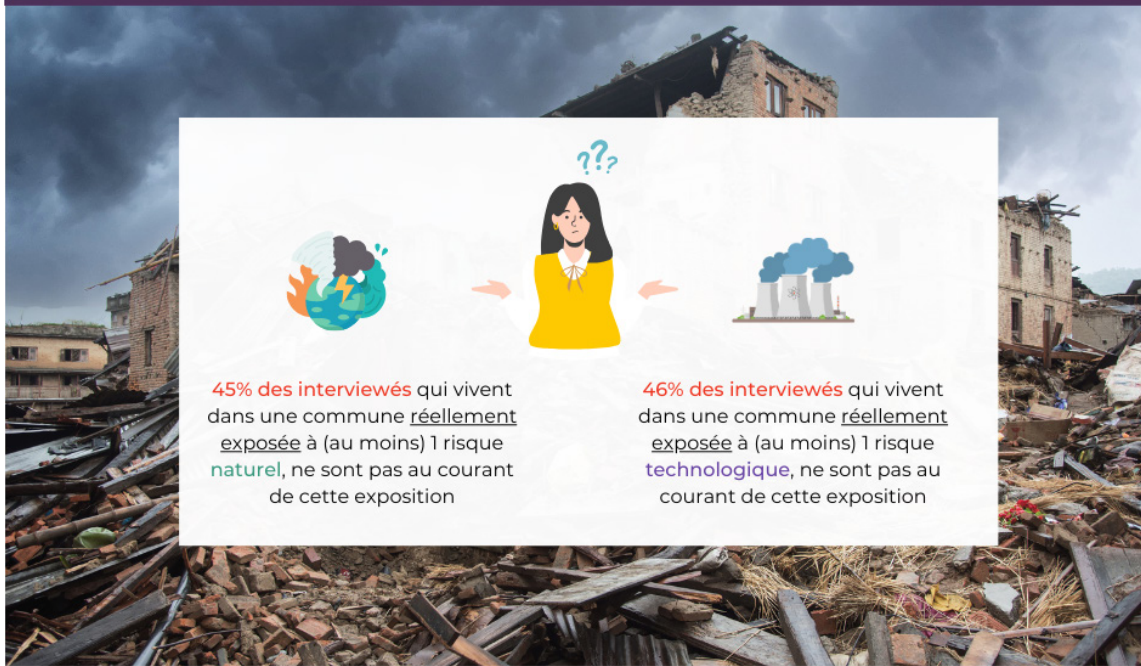 ???
45% des interviewés qui vivent
dans une commune réellement
exposée à (au moins) 1 risque
naturel, ne sont pas au courant
de cette exposition
46% des interviewés qui vivent
dans une commune réellement
exposée à (au moins) 1 risque
technologique, ne sont pas au
courant de cette exposition